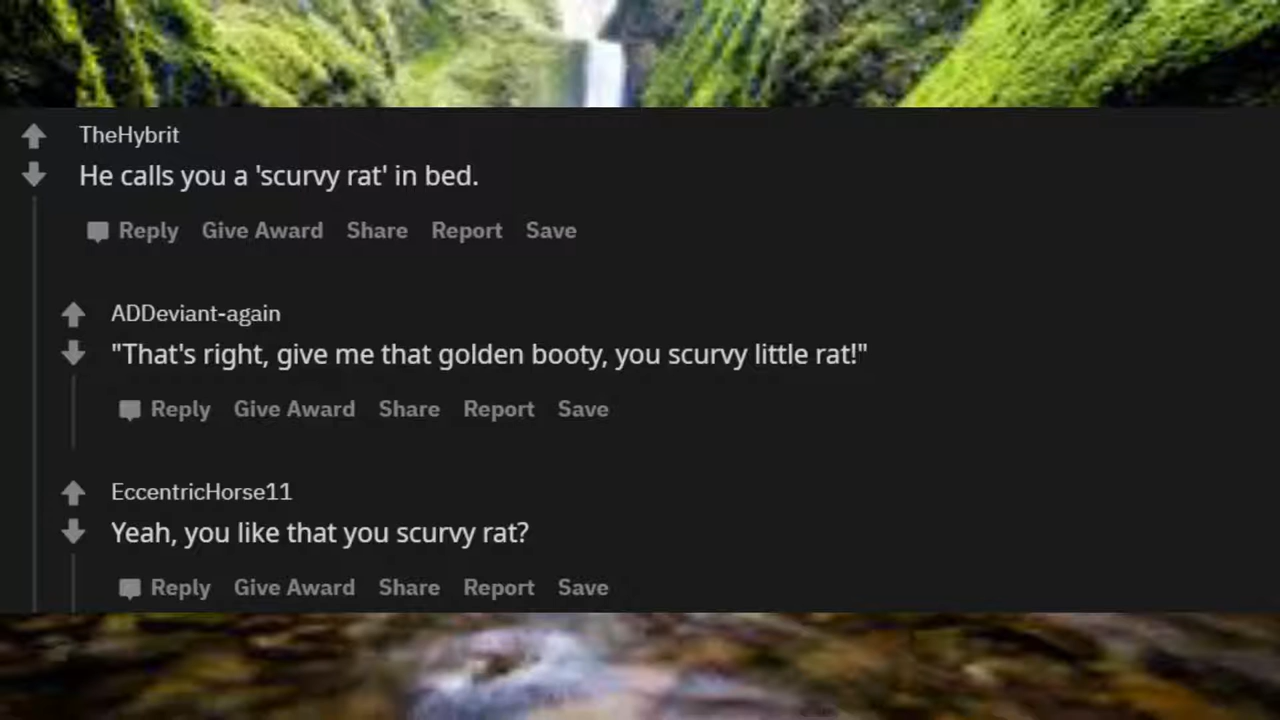 TheHybrit
He calls you a 'scurvy rat' in bed.
Reply Give Award Share Report Save
ADDeviant-again
"That's right, give me that golden booty, you scurvy little rat!"
Reply Give Award Share Report Save
EccentricHorse11
Yeah, you like that you scurvy rat?
Reply Give Award Share Report Save